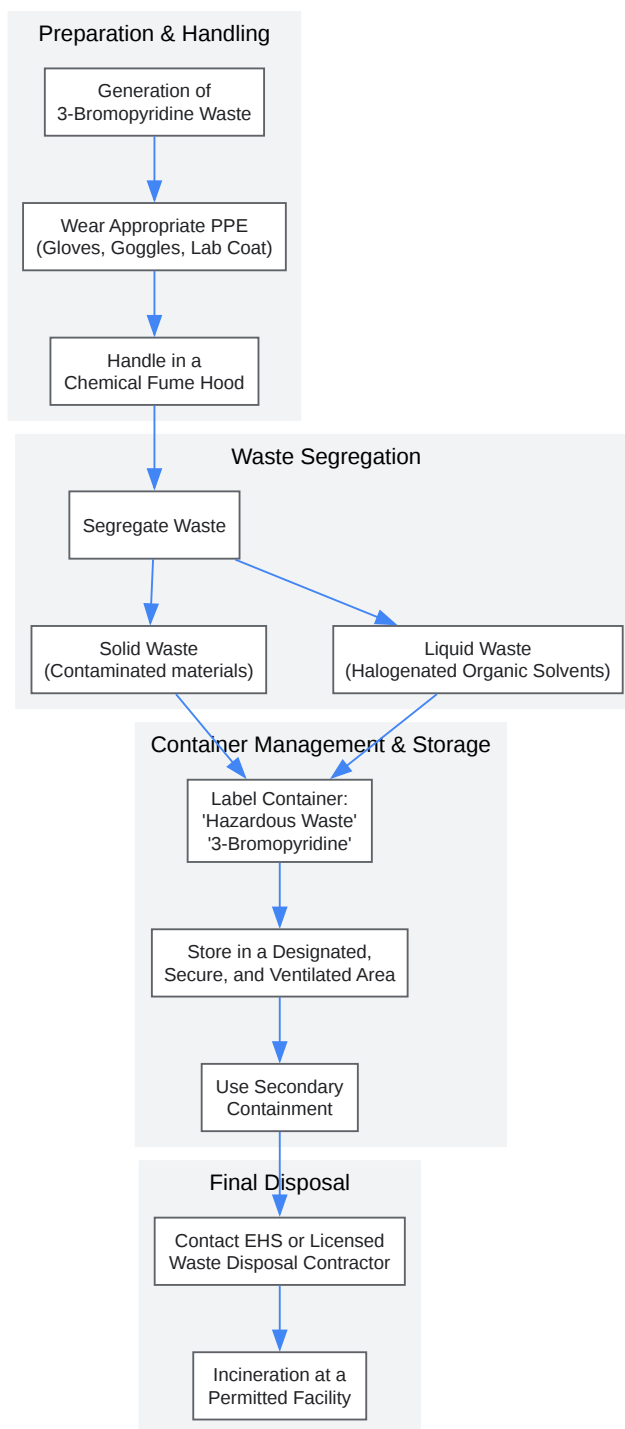 Preparation & Handling
Generation of
3-Bromopyridine Waste
Wear Appropriate PPE
(Gloves, Goggles, Lab Coat)
Handle in a
Chemical Fume Hood
Waste Segregation
Segregate Waste
Solid Waste
(Contaminated materials)
Liquid Waste
(Halogenated Organic Solvents)
Container Management & Storage
Label Container:
'Hazardous Waste'
'3-Bromopyridine'
Store in a Designated,
Secure, and Ventilated Area
Use Secondary
Containment
Final Disposal
Contact EHS or Licensed
Waste Disposal Contractor
Incineration at a
Permitted Facility